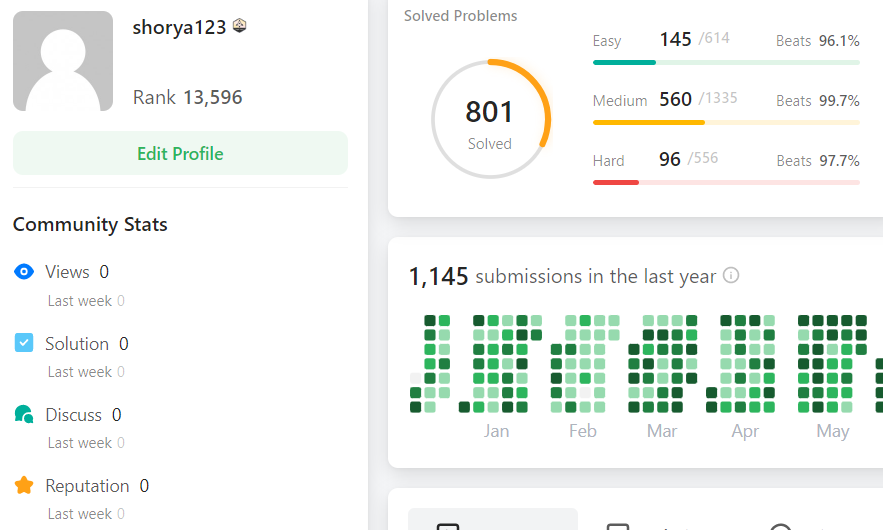 shorya123
Rank 13,596
Edit Profile
Community Stats
Views 0
Last week 0
Solution 0
Last week 0
Discuss 0
Last week 0
Reputation 0
Last week 0
Solved Problems
801
Solved
Easy 145 /614 Beats 96.1%
Medium 560 /1335 Beats 99.7%
Hard 96 /556 Beats 97.7%
1,145 submissions in the last year
Jan Feb Mar Apr May